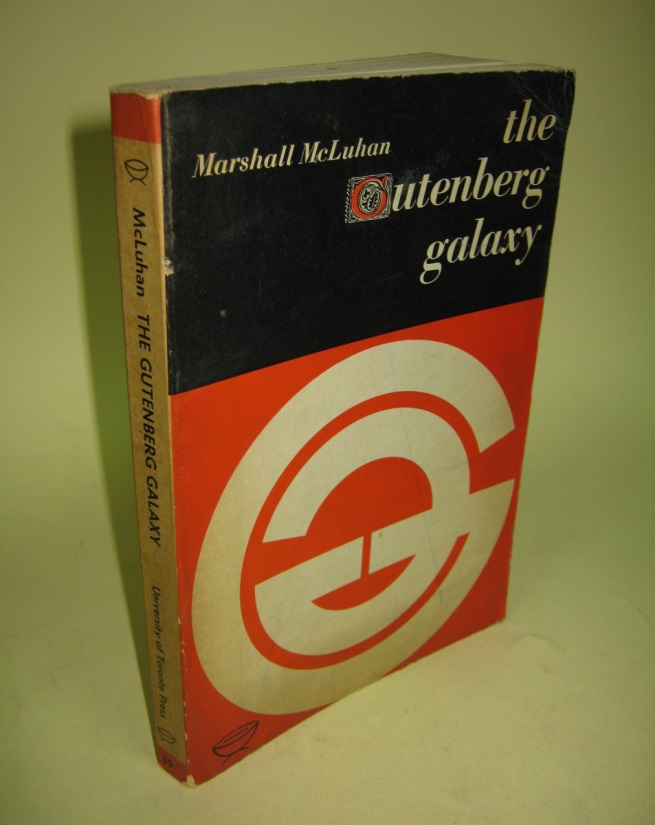 Marshall McLuhan
the
Gutenberg
galaxy
McLuhan THE GUTENBERG GALAXY University of Toronto Press